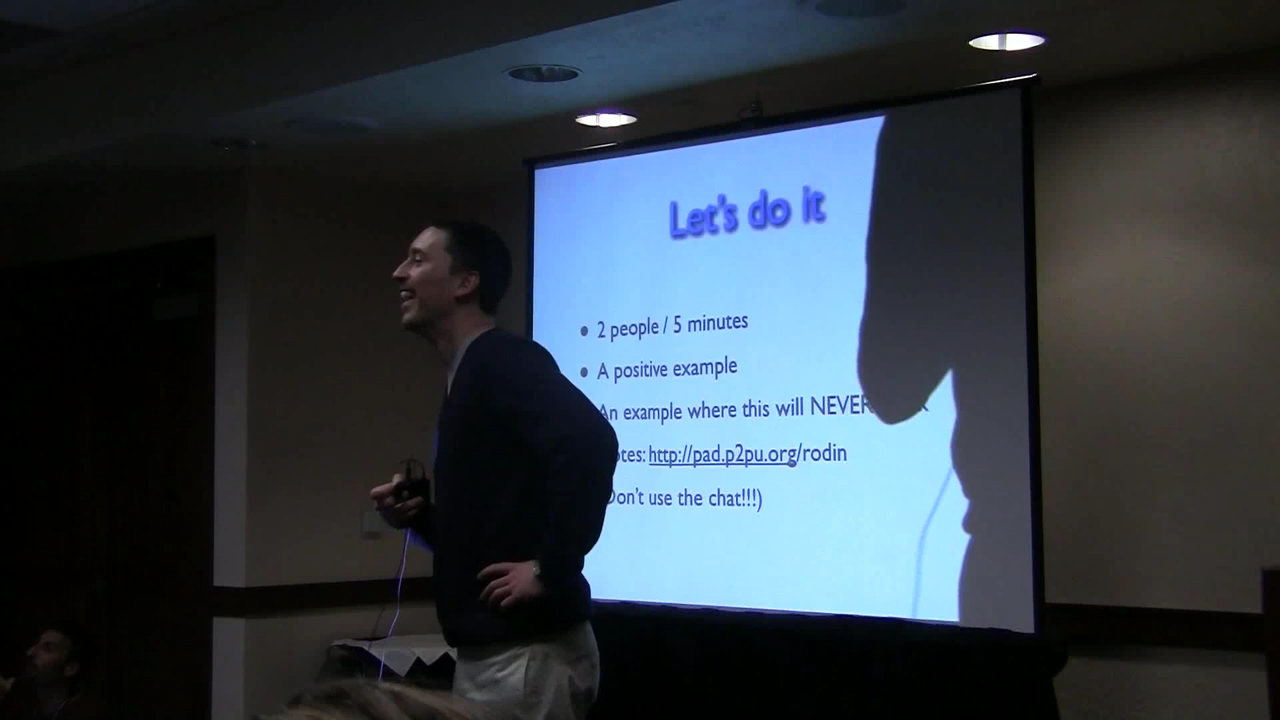 Let's do it
• 2 people / 5 minutes
• A positive example
An example where this will NEVER
http://pad.p2pu.org/rodin
Don't use the chat!!!)